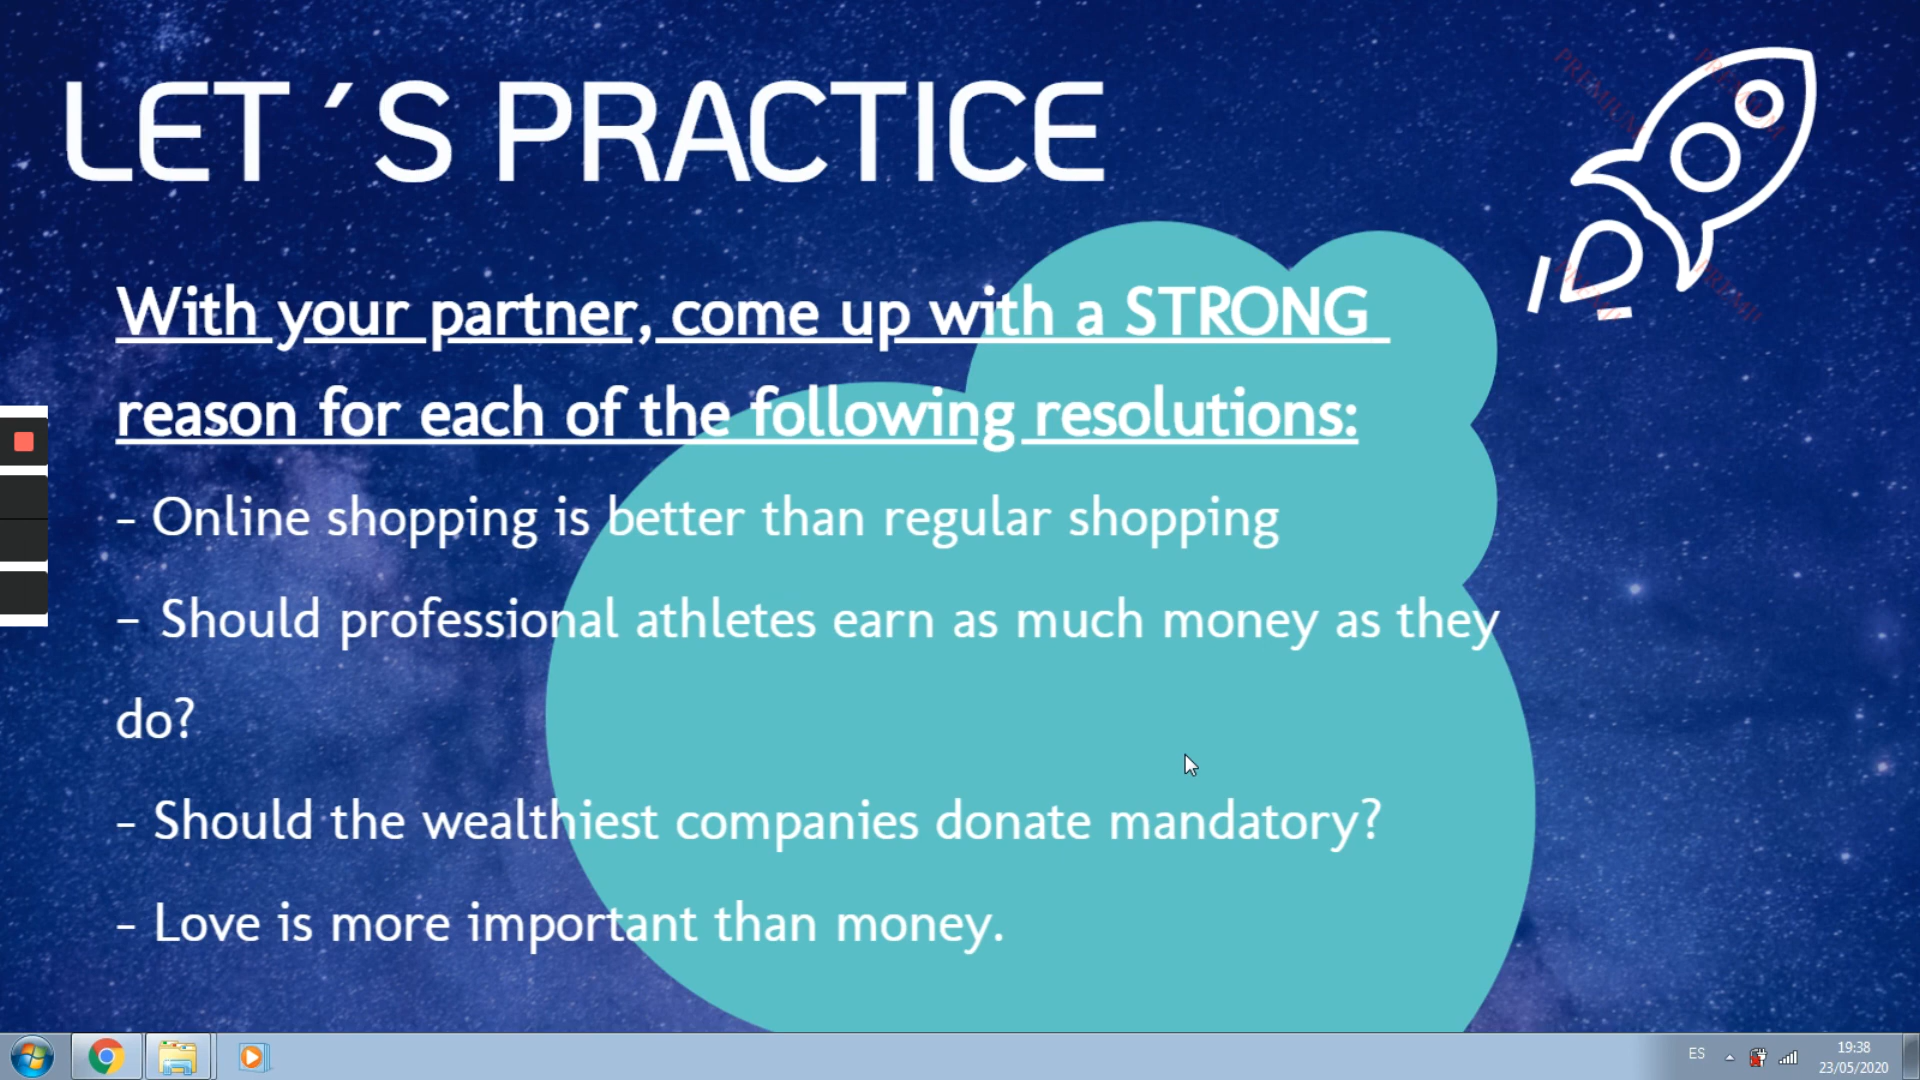 LET´S PRACTICE
With your partner, come up with a STRONG
reason for each of the following resolutions:
- Online shopping is better than regular shopping
- Should professional athletes earn as much money as they
do?
- Should the wealthiest companies donate mandatory?
- Love is more important than money.
PREMIUM
PREMIUM
ES
19:38
23/05/2020